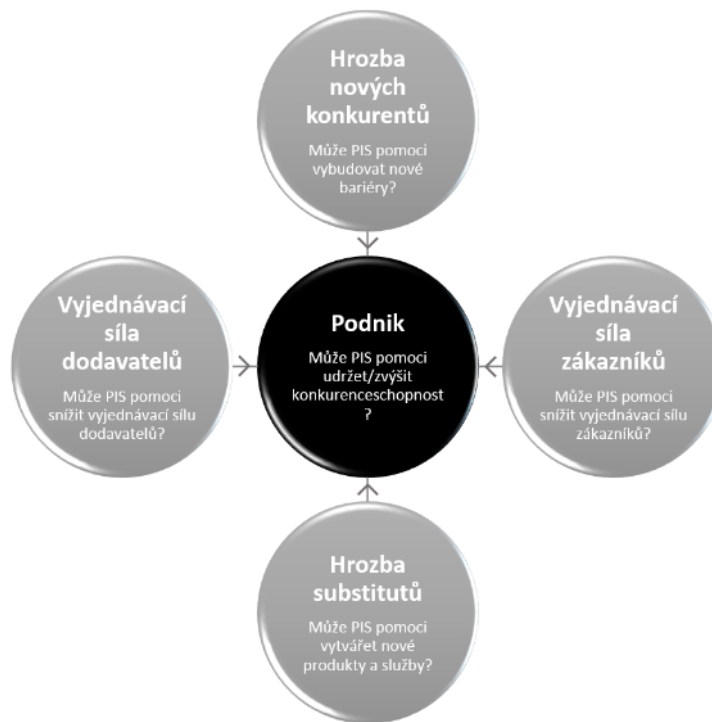 Hrozba
nových
konkurentů
Může PIS pomoci
vybudovat nové
bariéry?
Vyjednávací
síla
dodavatelů
Může PIS pomoci
snížit vyjednávací sílu
dodavatelů?
Podnik
Může PIS pomoci
udržet/zvýšit
konkurenceschopnost
?
Vyjednávací
síla
zákazníků
Může PIS pomoci
snížit vyjednávací sílu
zákazníků?
Hrozba
substitutů
Může PIS pomoci
vytvářet nové
produkty a služby?